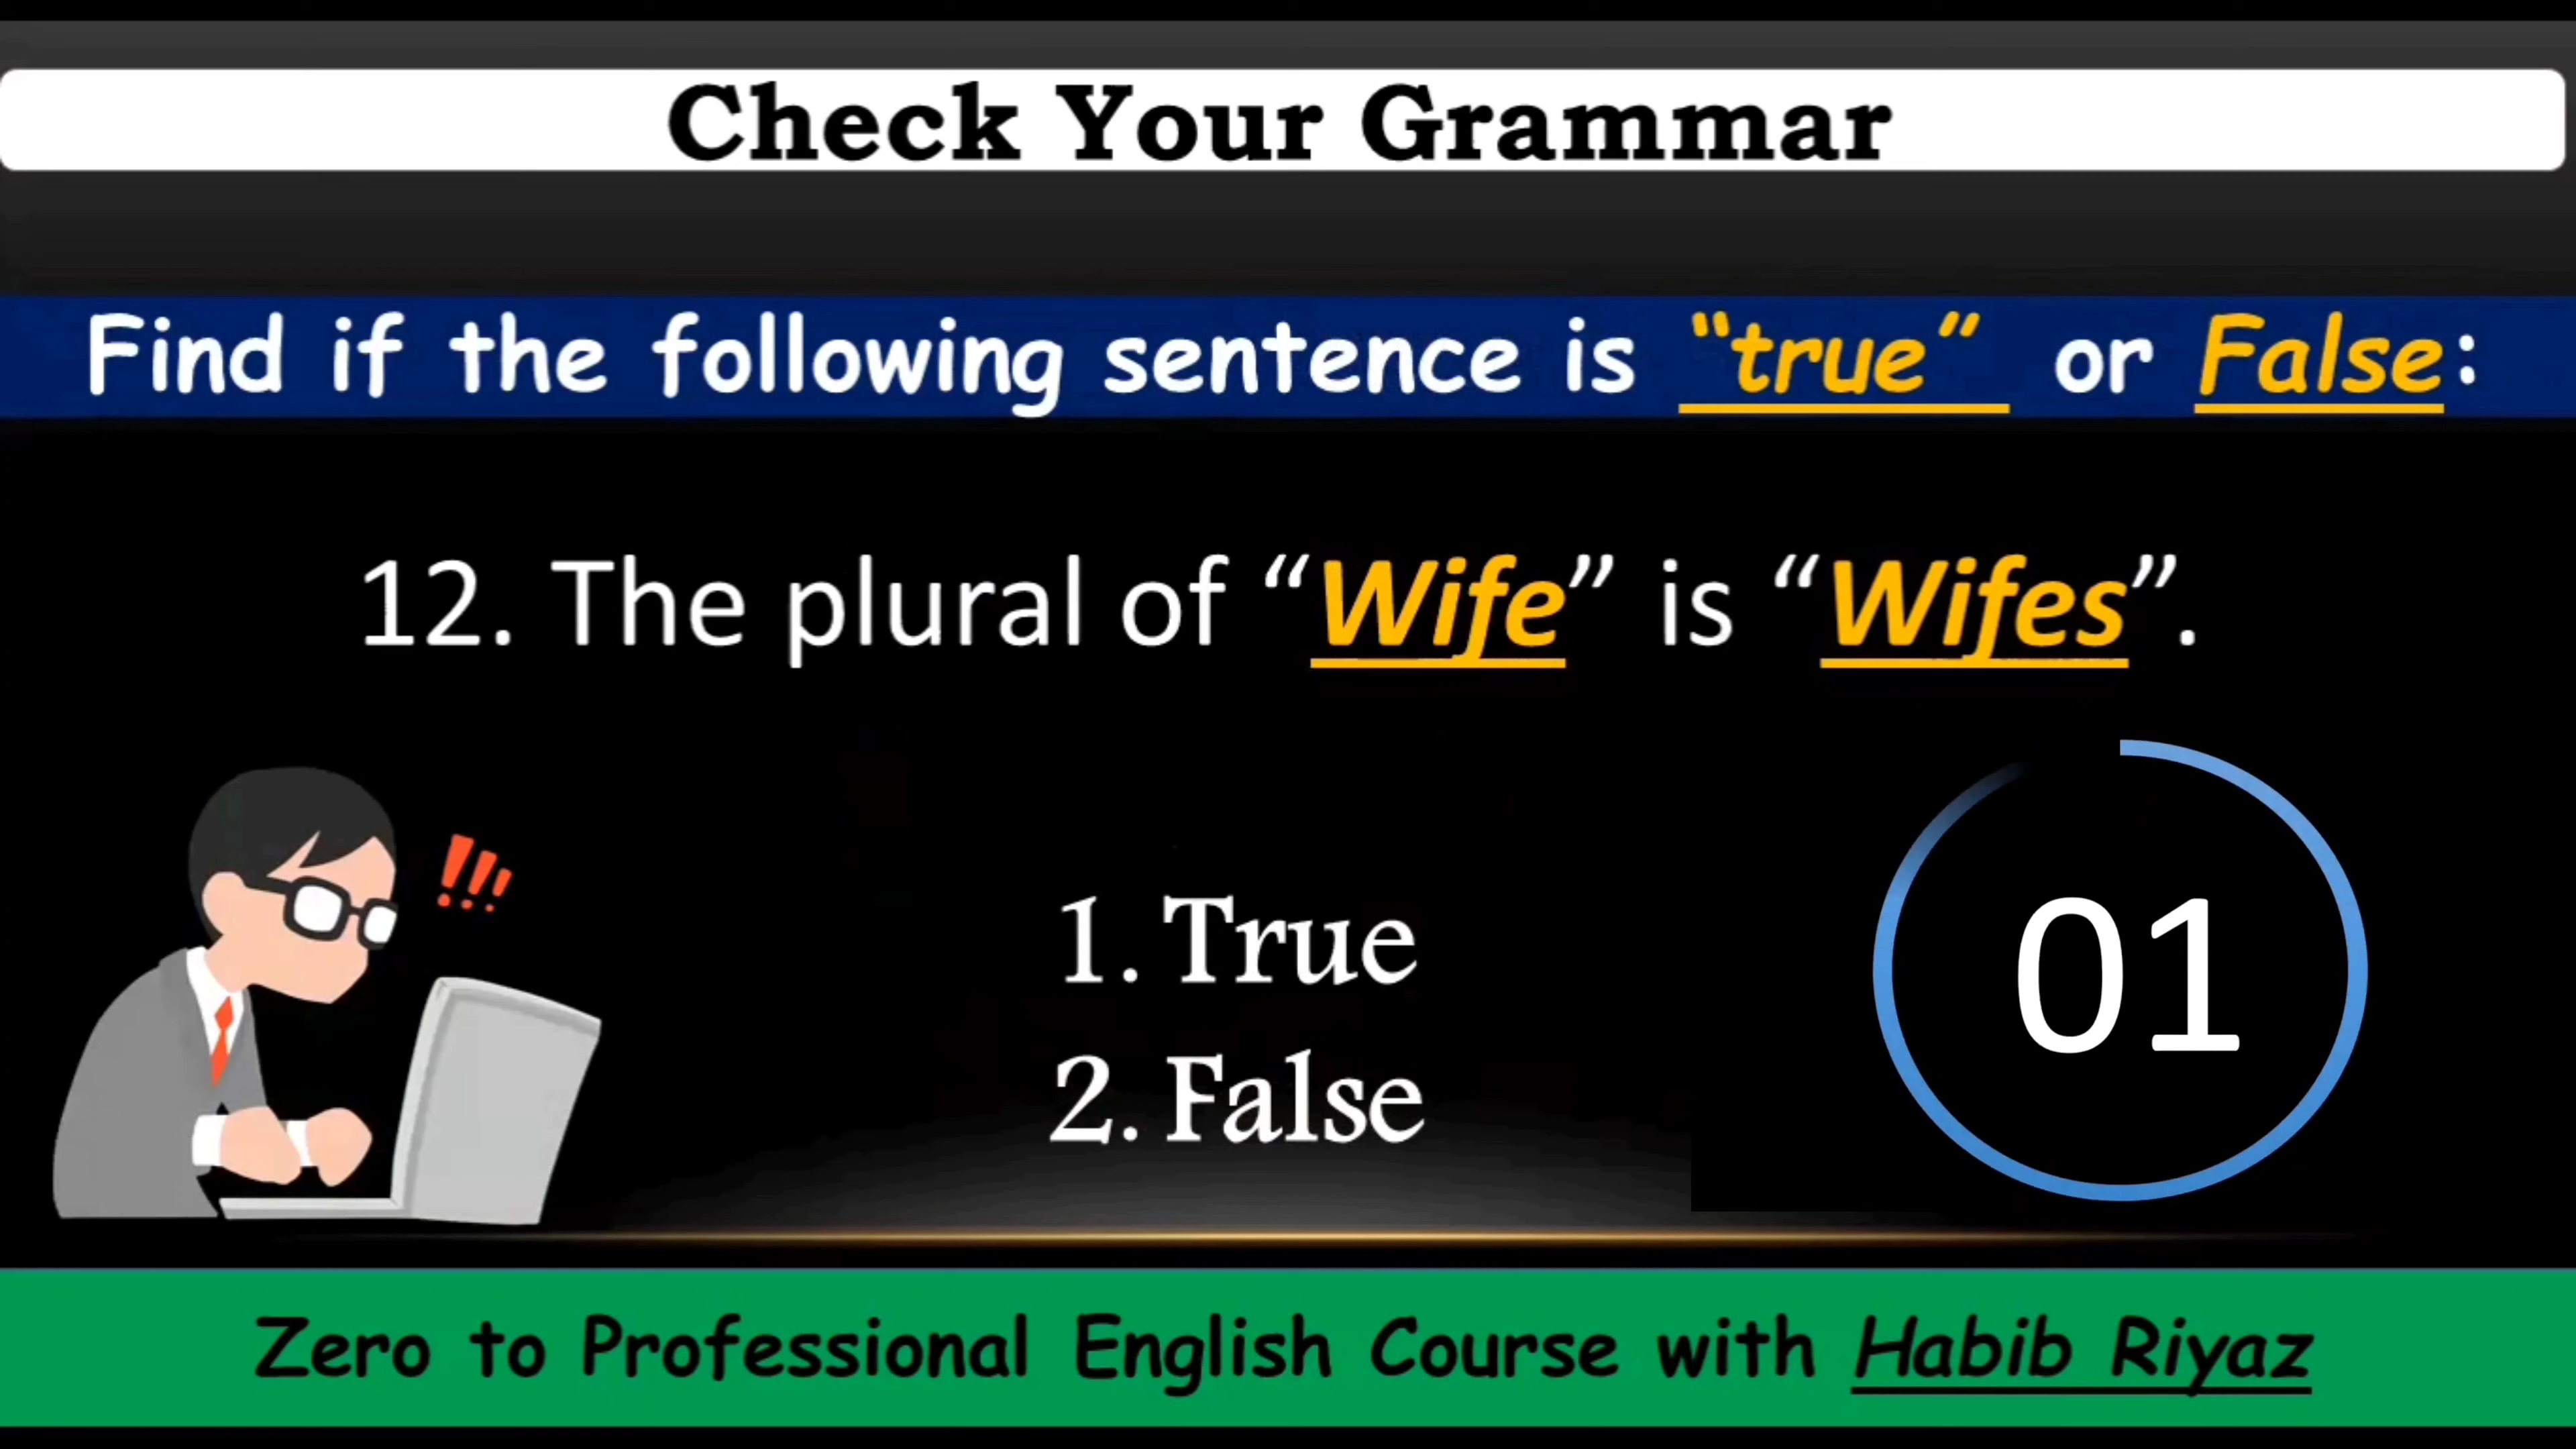 Check Your Grammar
Find if the following sentence is “true” or False:
12. The plural of “Wife” is “Wifes”.
!!!
1. True
01
2. False
Zero to Professional English Course with Habib Riyaz